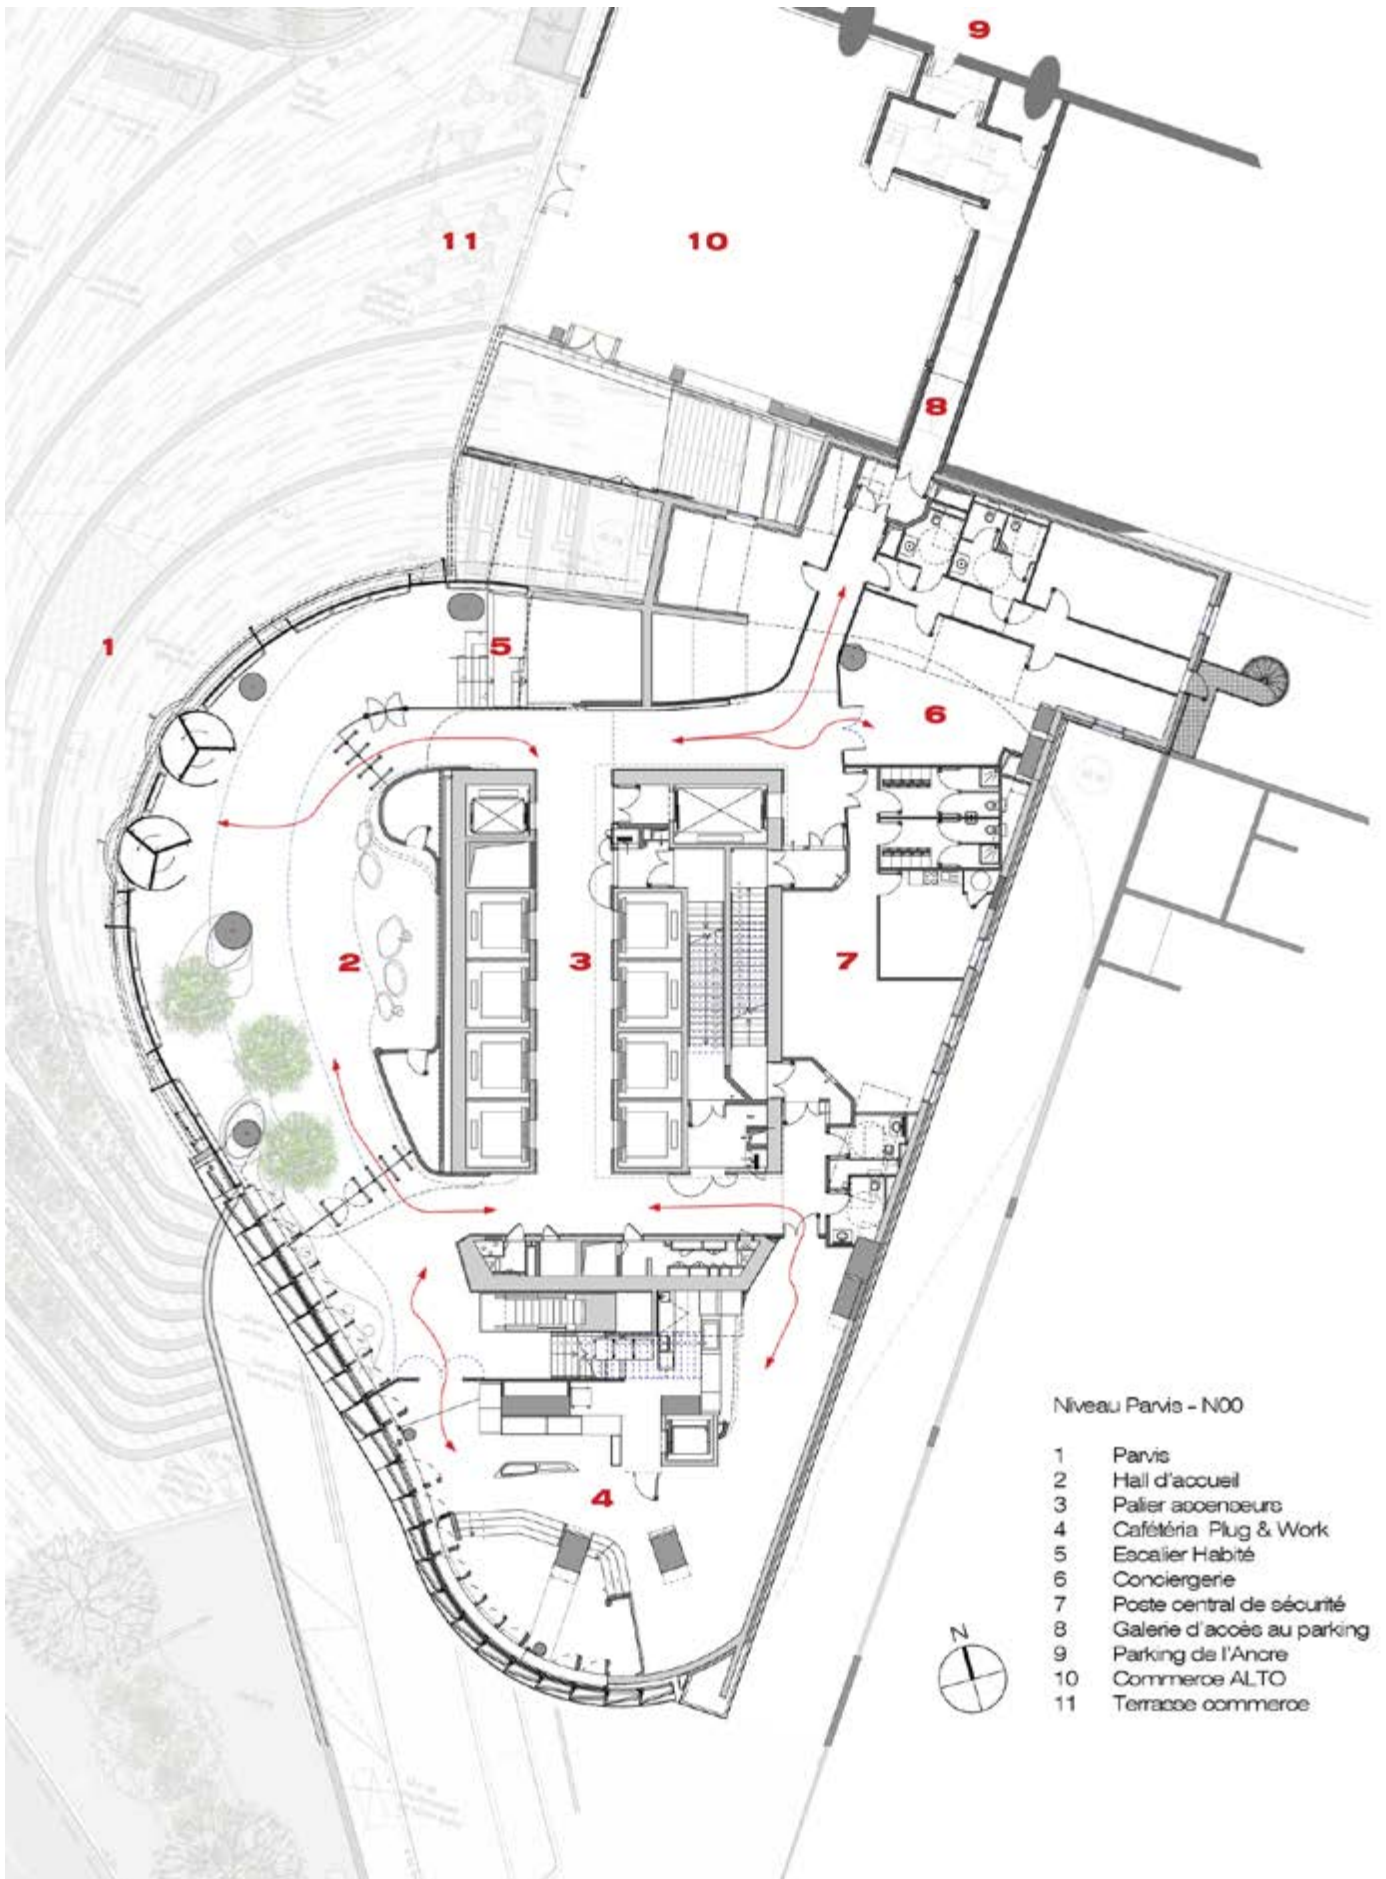 9
11
10
8
1
5
6
2
3
7
4
Niveau Parvis - N00
1 Parvis
2 Hall d'accueil
3 Palier ascenseurs
4 Cafétéria Plug & Work
5 Escalier Habité
6 Conciergerie
7 Poste central de sécurité
8 Galerie d'accès au parking
9 Parking de l'Ancre
10 Commerce ALTO
11 Terrasse commerce
N